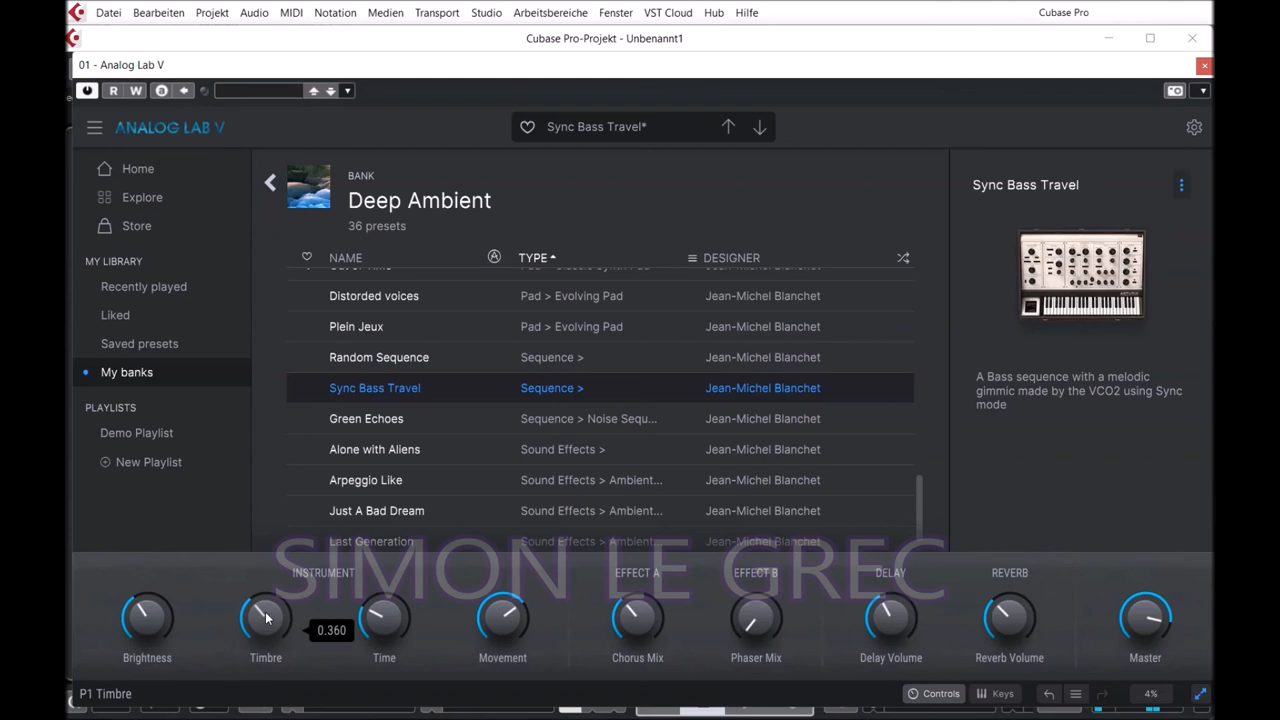 Datei Bearbeiten Projekt Audio MIDI Notation Medien Transport Studio Arbeitsbereiche Fenster VST Cloud Hub Hilfe Cubase Pro
Cubase Pro-Projekt - Unbenannt1
01 - Analog Lab V
R W a
ANALOG LAB V
Sync Bass Travel*
Home
Explore
Store
MY LIBRARY
Recently played
Liked
Saved presets
My banks
PLAYLISTS
Demo Playlist
New Playlist
BANK
Deep Ambient
36 presets
NAME TYPE DESIGNER
Distorted voices Pad > Evolving Pad Jean-Michel Blanchet
Plein Jeux Pad > Evolving Pad Jean-Michel Blanchet
Random Sequence Sequence > Jean-Michel Blanchet
Sync Bass Travel Sequence > Jean-Michel Blanchet
Green Echoes Sequence > Noise Sequ... Jean-Michel Blanchet
Alone with Aliens Sound Effects > Jean-Michel Blanchet
Arpeggio Like Sound Effects > Ambient... Jean-Michel Blanchet
Just A Bad Dream Sound Effects > Ambient... Jean-Michel Blanchet
Last Generation Sound Effects > Ambient... Jean-Michel Blanchet
Sync Bass Travel
A Bass sequence with a melodic
gimmic made by the VCO2 using Sync
mode
SIMON LE GREC
INSTRUMENT EFFECT A EFFECT B DELAY REVERB
0.360
Brightness Timbre Time Movement Chorus Mix Phaser Mix Delay Volume Reverb Volume Master
P1 Timbre
Controls Keys 4%